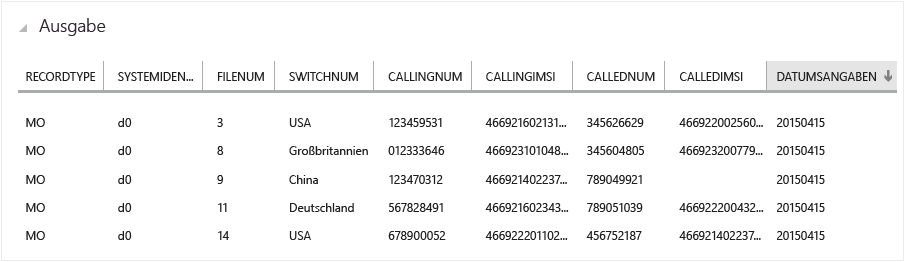 Ausgabe
RECORDTYPE SYSTEMIDEN... FILENUM SWITCHNUM CALLINGNUM CALLINGIMSI CALLEDNUM CALLEDIMSI DATUMSANGABEN
MO d0 3 USA 123459531 466921602131... 345626629 466922002560... 20150415
MO d0 8 Großbritannien 012333646 466923101048... 345604805 466923200779... 20150415
MO d0 9 China 123470312 466921402237... 789049921 20150415
MO d0 11 Deutschland 567828491 466921602343... 789051039 466922200432... 20150415
MO d0 14 USA 678900052 466922201102... 456752187 466921402237... 20150415